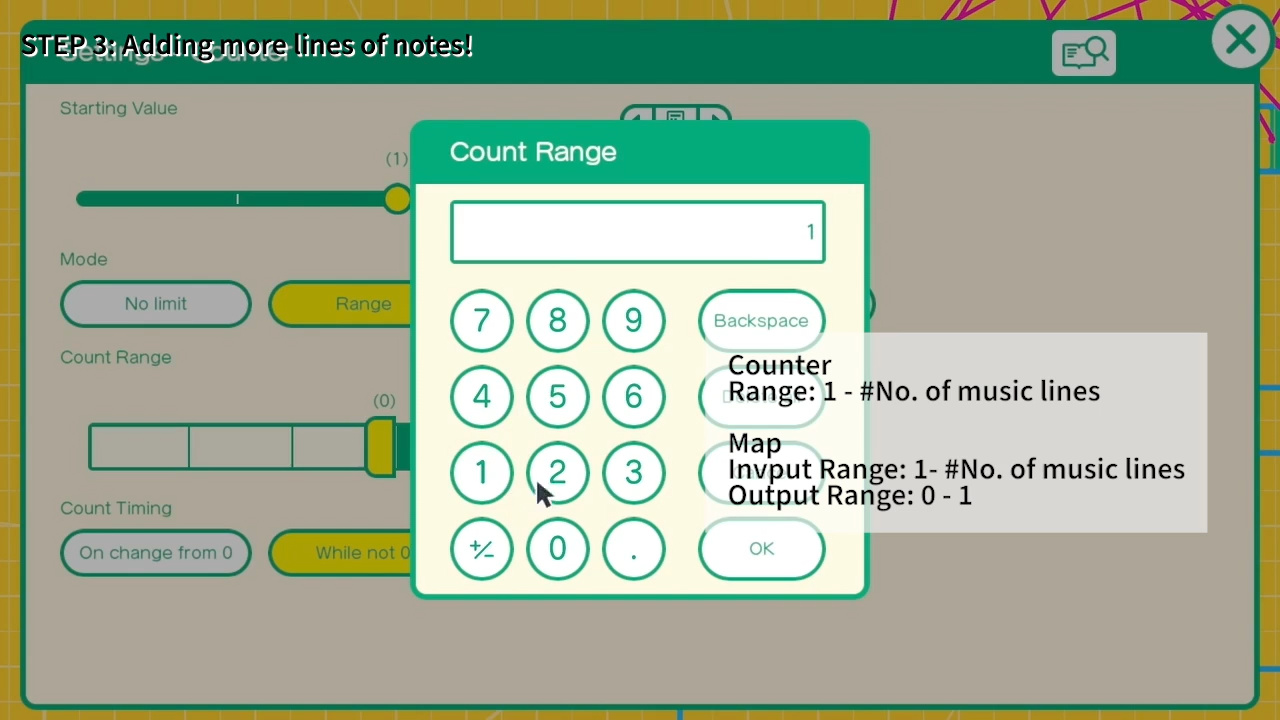 STEP 3: Adding more lines of notes!
Settings - Counter
Starting Value
(1)
Mode
No limit
Range
Count Range
(0)
Count Timing
On change from 0
While not 0
Count Range
1
7
8
9
Backspace
4
5
6
1
2
3
+/-
0
.
OK
Counter
Range: 1 - #No. of music lines
Map
Invput Range: 1- #No. of music lines
Output Range: 0 - 1